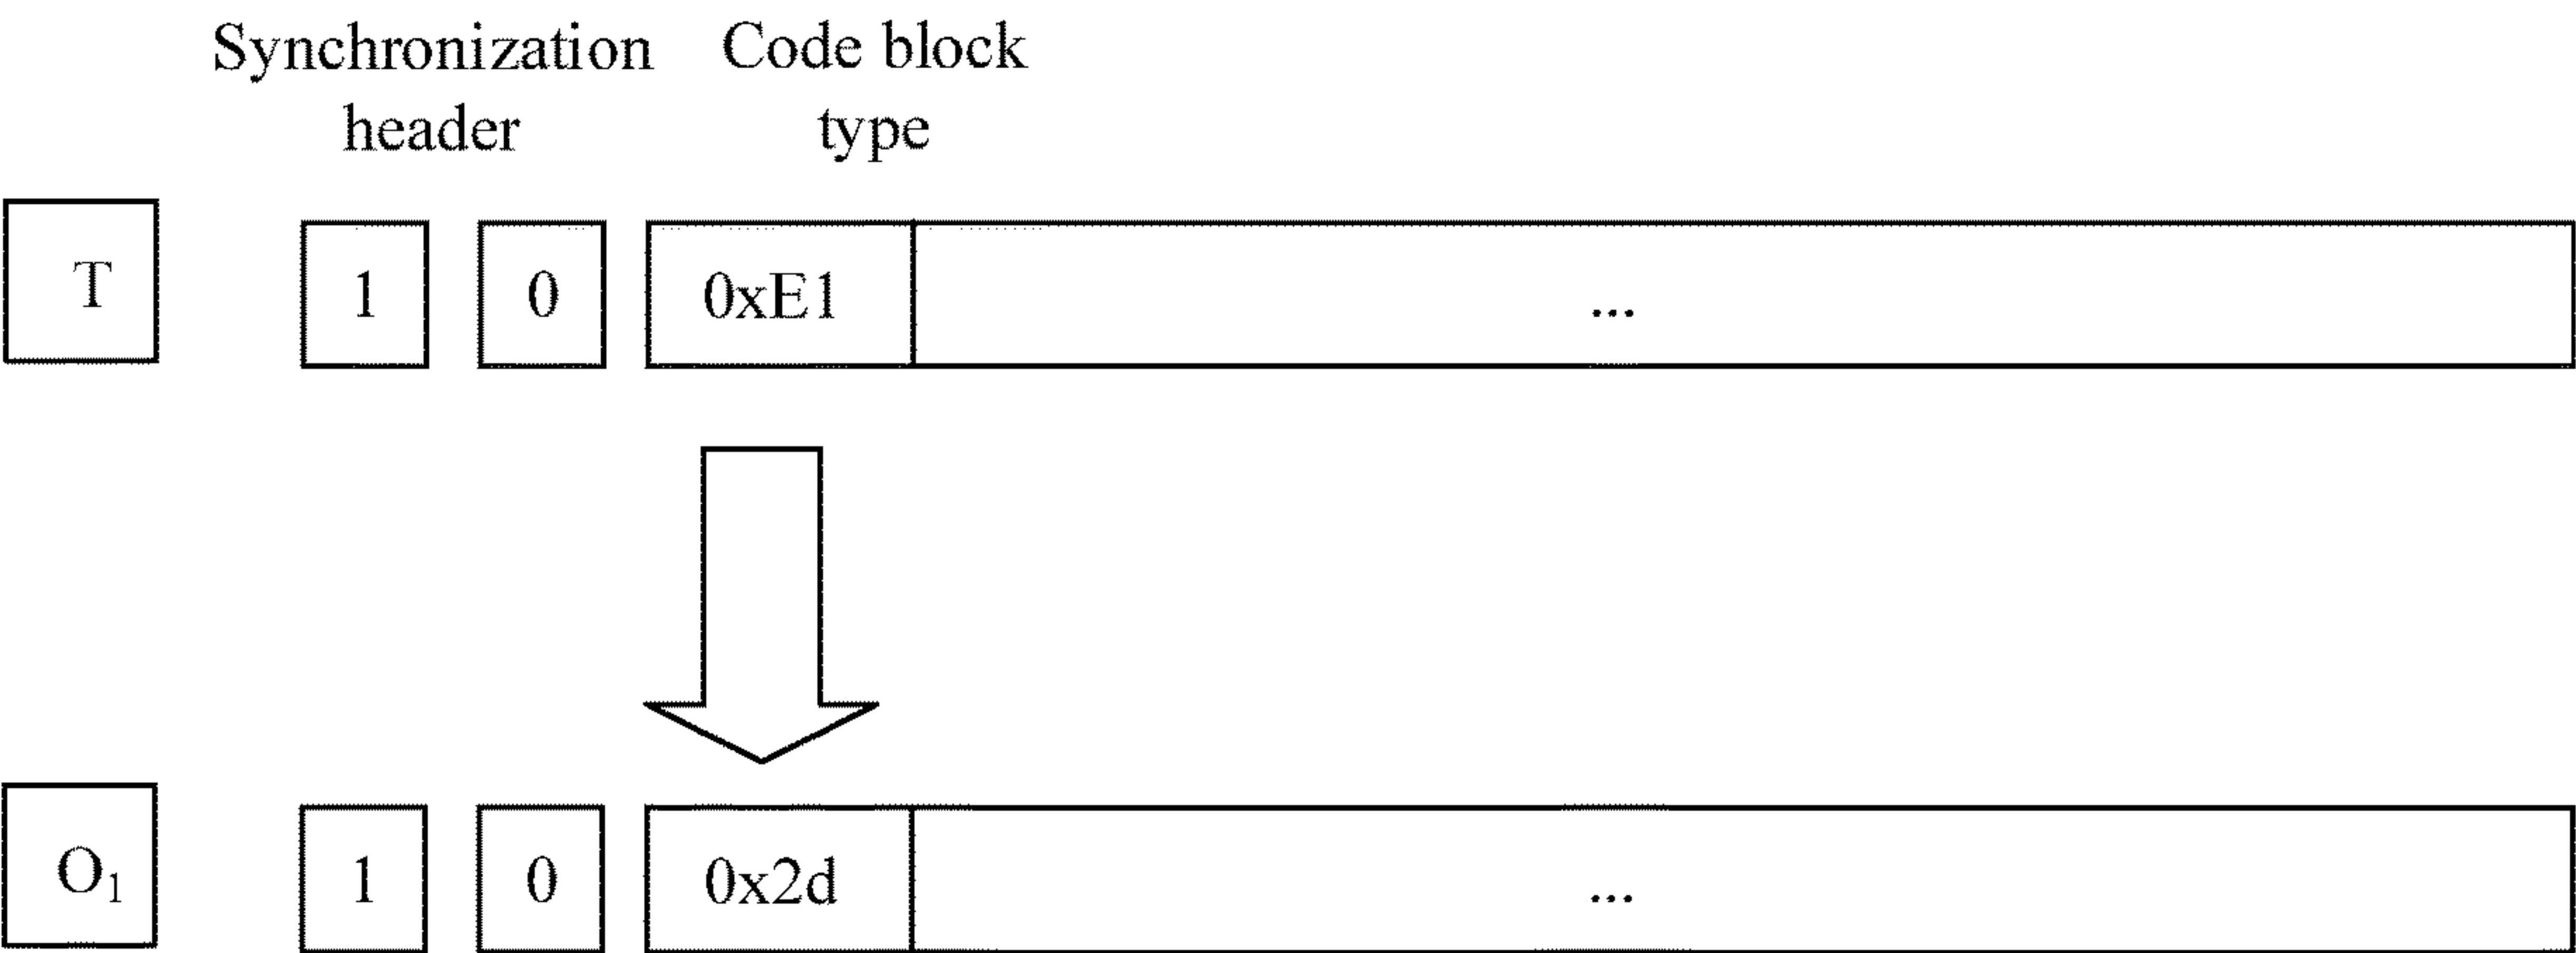 Synchronization header
Code block type
T 1 0 0xE1 ...
O₁ 1 0 0x2d ...